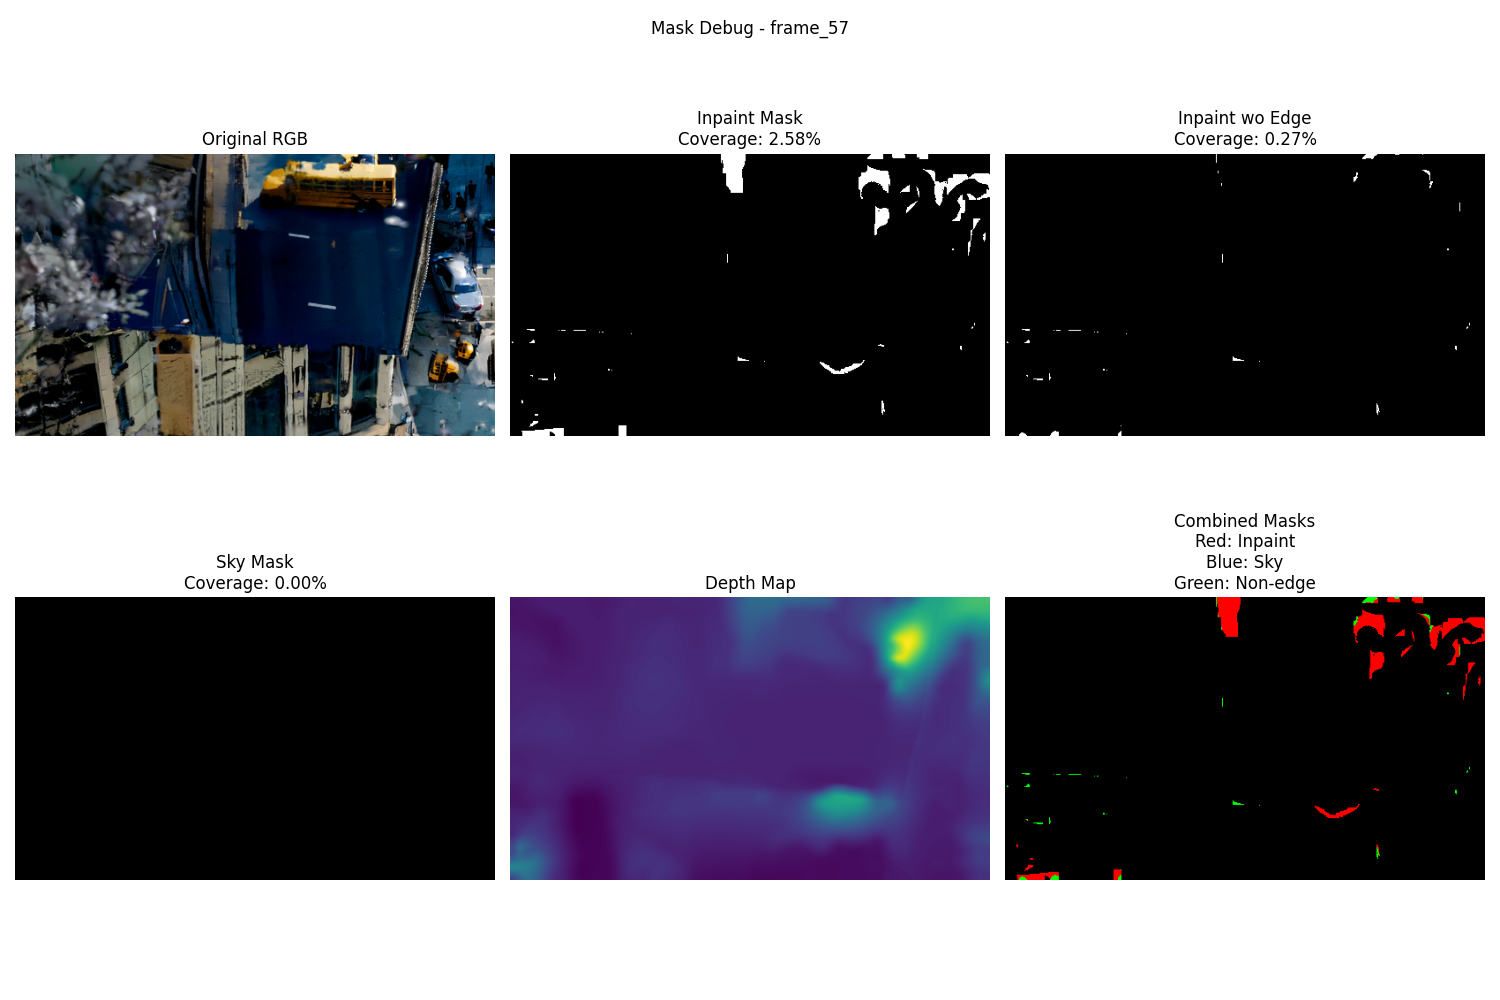 Mask Debug - frame_57
Original RGB
Inpaint Mask
Coverage: 2.58%
Inpaint wo Edge
Coverage: 0.27%
Sky Mask
Coverage: 0.00%
Depth Map
Combined Masks
Red: Inpaint
Blue: Sky
Green: Non-edge